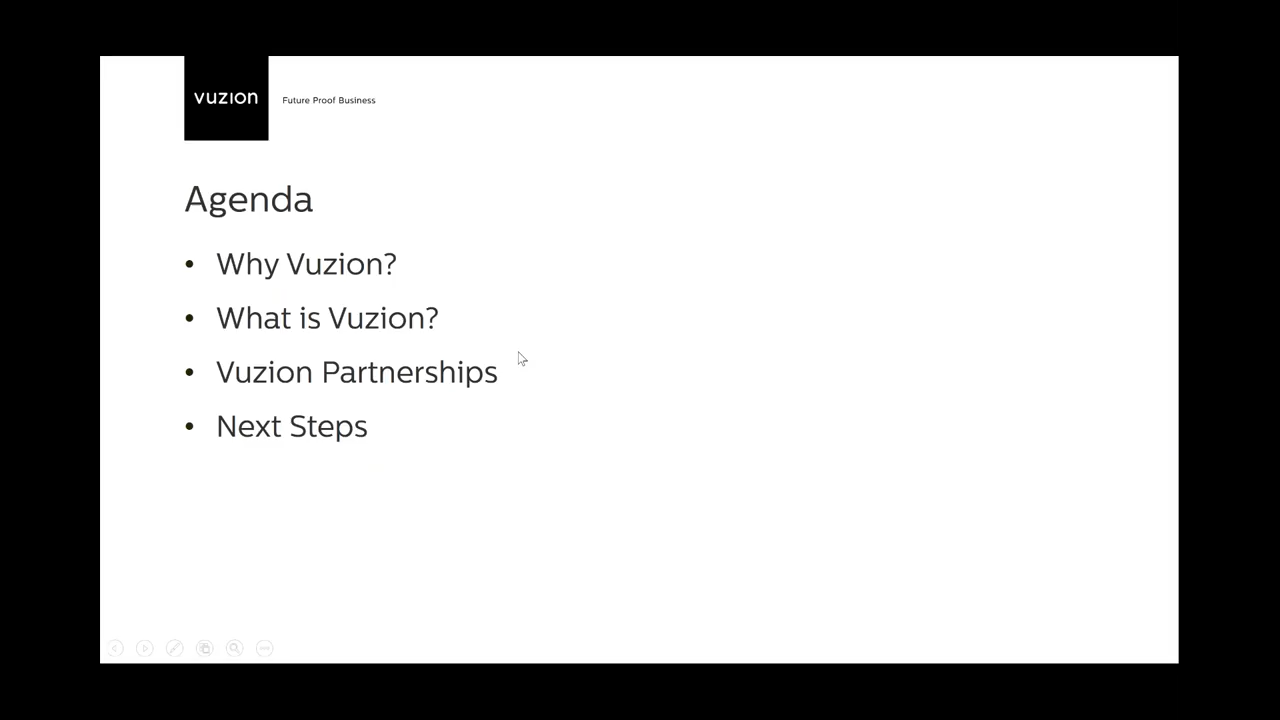 vuzion
Future Proof Business
Agenda
• Why Vuzion?
• What is Vuzion?
• Vuzion Partnerships
• Next Steps